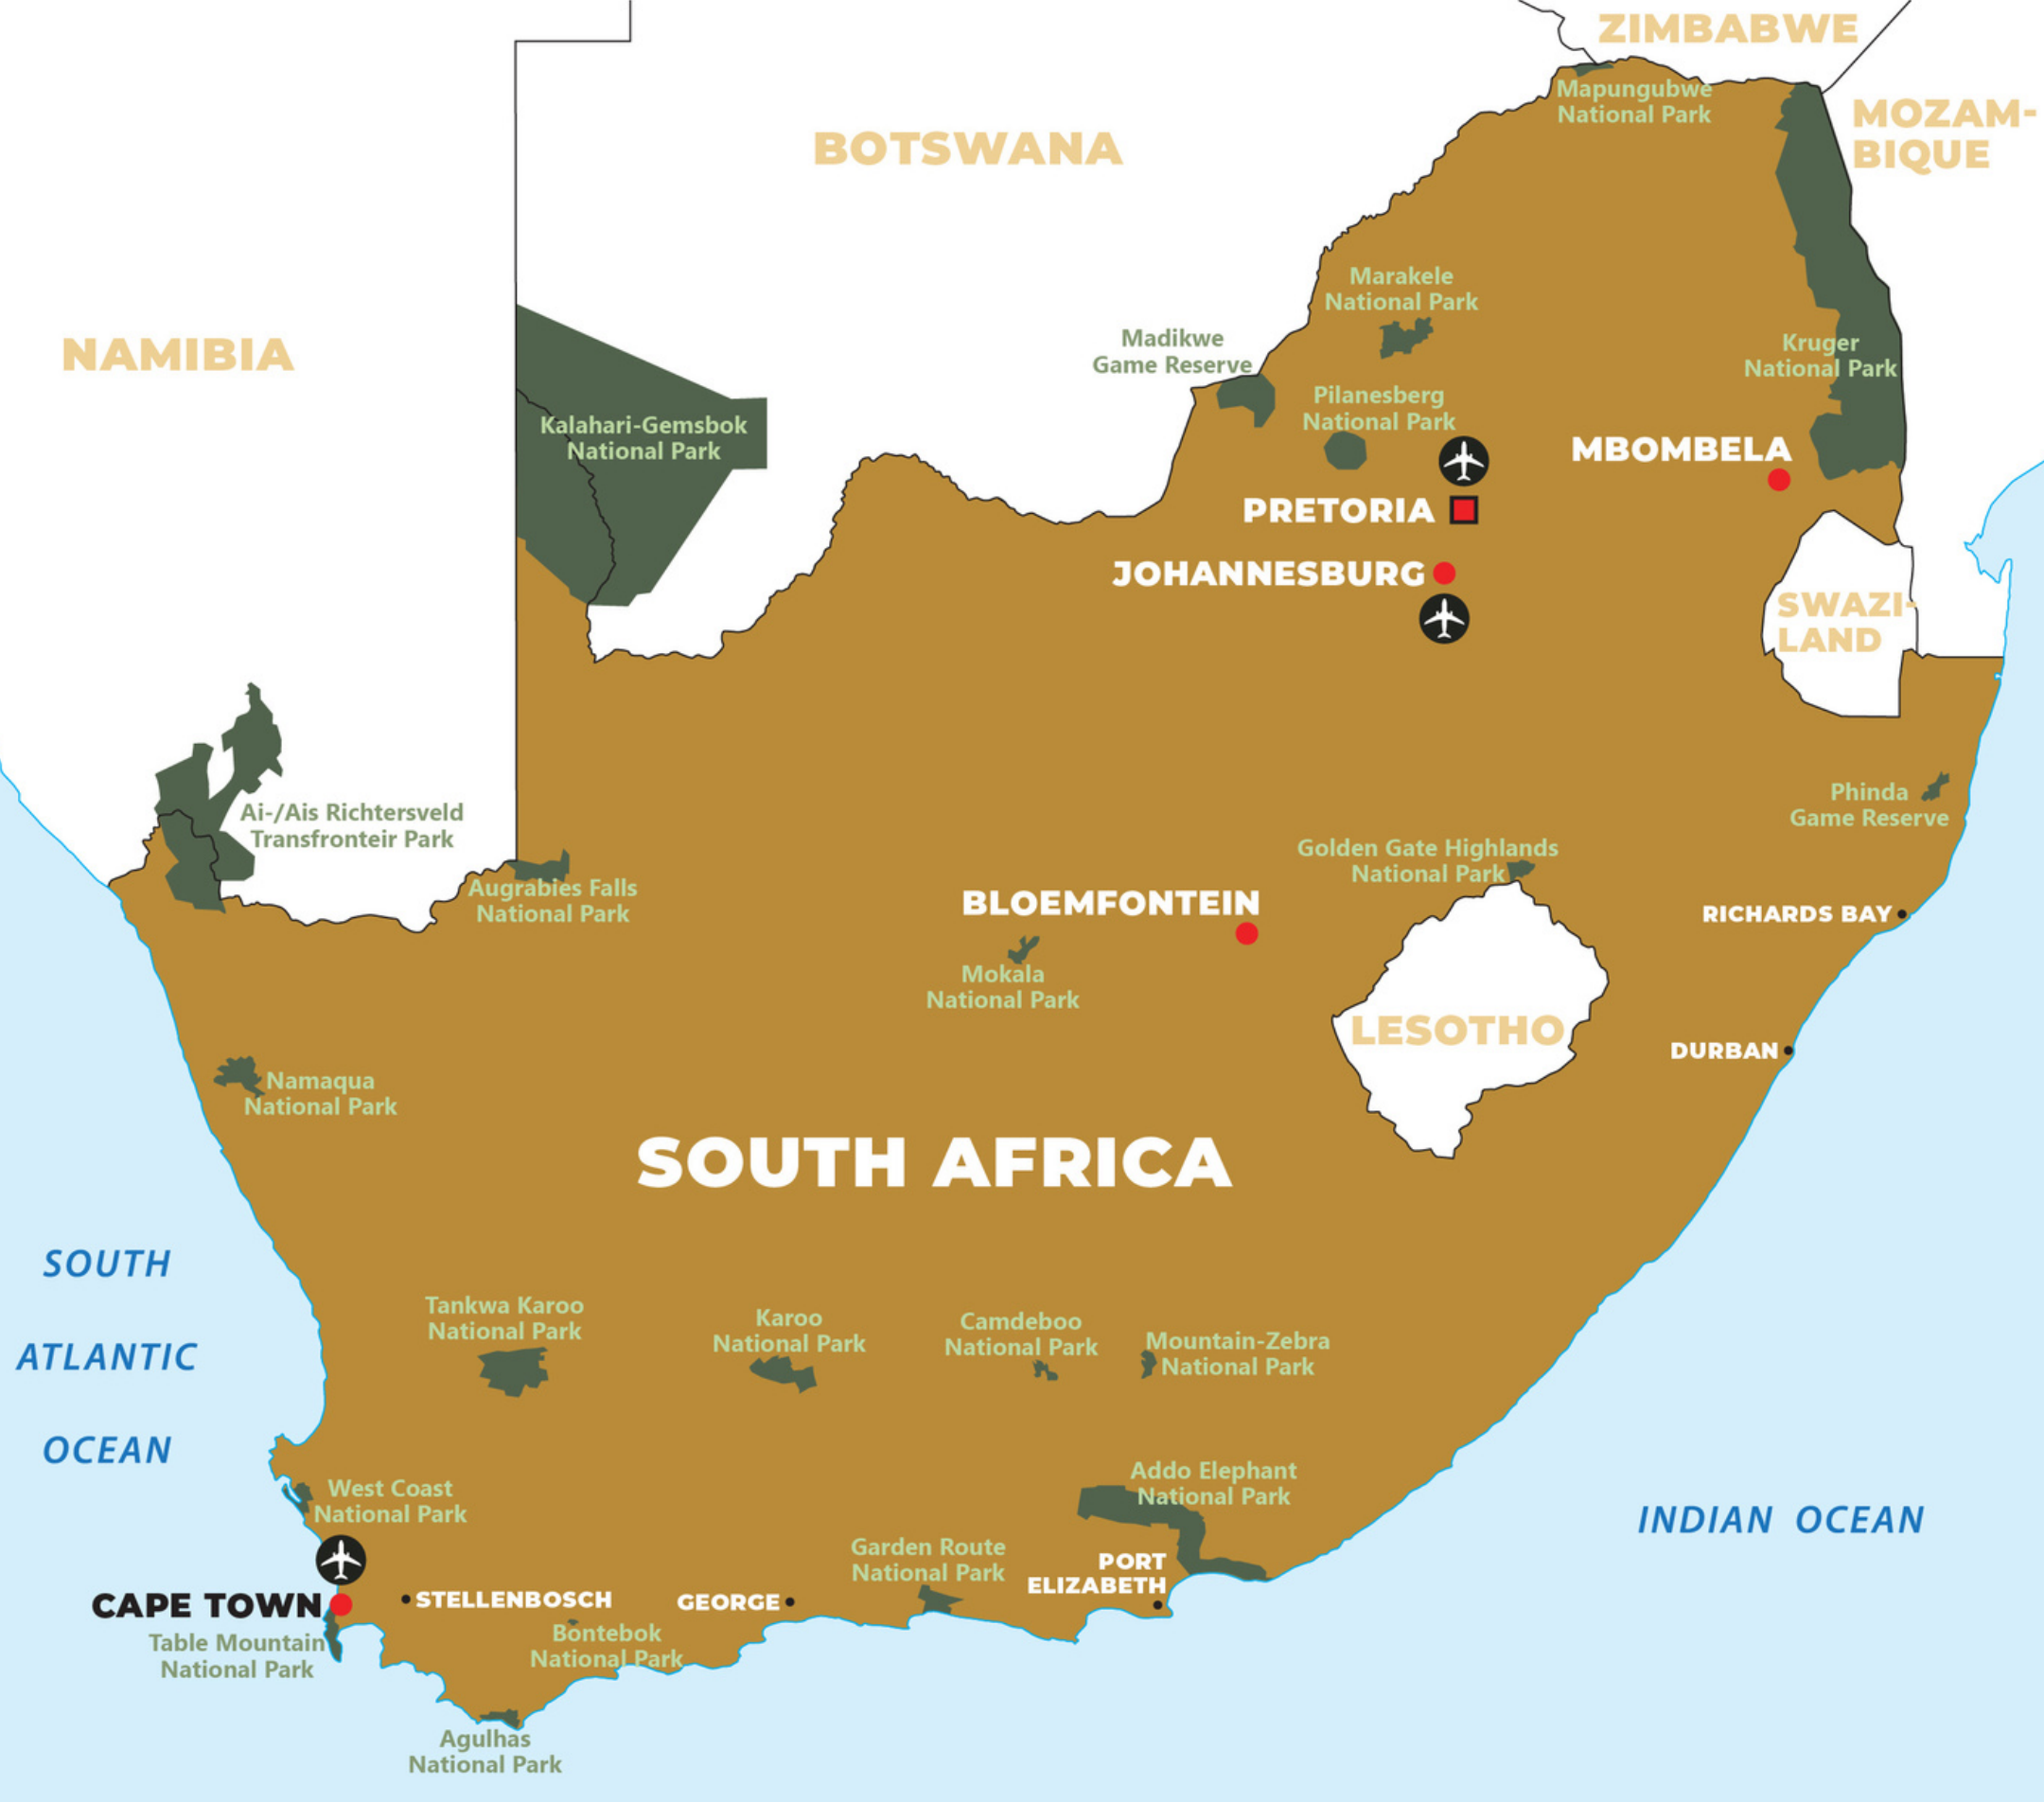 ZIMBABWE
Mapungubwe
National Park
MOZAM-
BIQUE
BOTSWANA
Marakele
National Park
NAMIBIA
Madikwe
Game Reserve
Kruger
National Park
Pilanesberg
National Park
Kalahari-Gemsbok
National Park
MBOMBELA
PRETORIA
JOHANNESBURG
SWAZI-
LAND
Ai-/Ais Richtersveld
Transfronteir Park
Phinda
Game Reserve
Golden Gate Highlands
National Park
Augrabies Falls
National Park
BLOEMFONTEIN
RICHARDS BAY
Mokala
National Park
LESOTHO
DURBAN
Namaqua
National Park
SOUTH AFRICA
SOUTH
ATLANTIC
OCEAN
Tankwa Karoo
National Park
Karoo
National Park
Camdeboo
National Park
Mountain-Zebra
National Park
West Coast
National Park
Addo Elephant
National Park
INDIAN OCEAN
Garden Route
National Park
PORT
ELIZABETH
CAPE TOWN
STELLENBOSCH
GEORGE
Table Mountain
National Park
Bontebok
National Park
Agulhas
National Park